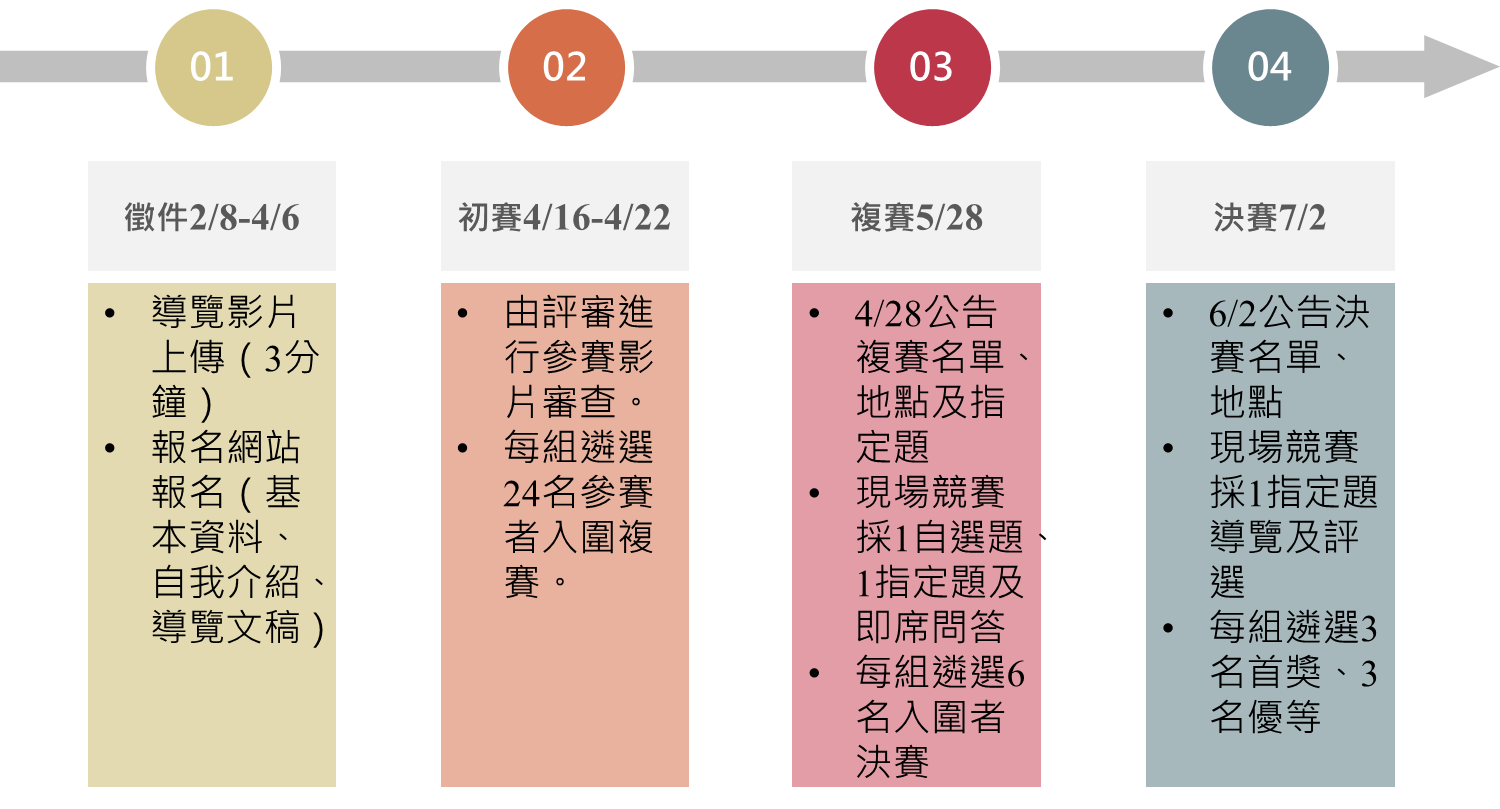 01
02
03
04
徵件2/8-4/6
初賽4/16-4/22
複賽5/28
決賽7/2
• 導覽影片
上傳（3分
鐘）
• 報名網站
報名（基
本資料、
自我介紹、
導覽文稿）
• 由評審進
行參賽影
片審查。
• 每組遴選
24名參賽
者入圍複
賽。
• 4/28公告
複賽名單、
地點及指
定題
• 現場競賽
採1自選題、
1指定題及
即席問答
• 每組遴選6
名入圍者
決賽
• 6/2公告決
賽名單、
地點
• 現場競賽
採1指定題
導覽及評
選
• 每組遴選3
名首獎、3
名優等